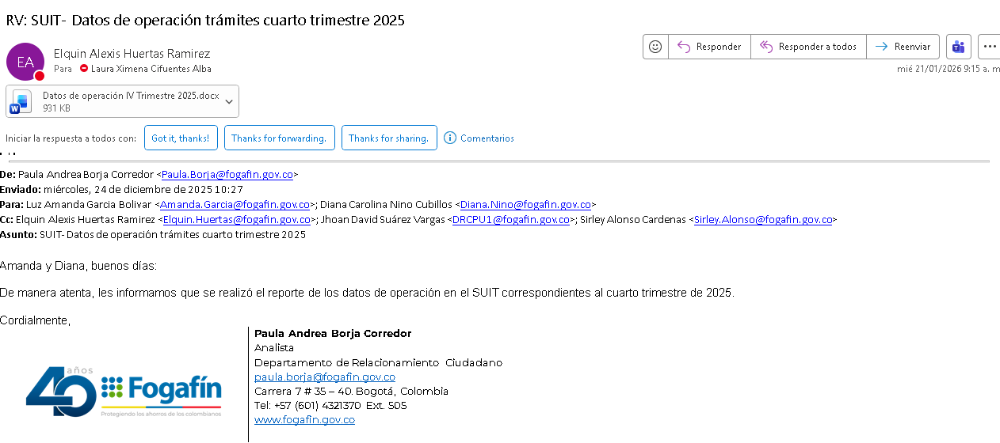 RV: SUIT- Datos de operación trámites cuarto trimestre 2025
EA
Elquin Alexis Huertas Ramirez
Para Laura Ximena Cifuentes Alba
Responder
Responder a todos
Reenviar
mié 21/01/2026 9:15 a. m
Datos de operación IV Trimestre 2025.docx
931 KB
Iniciar la respuesta a todos con:
Got it, thanks!
Thanks for forwarding.
Thanks for sharing.
Comentarios
De: Paula Andrea Borja Corredor <Paula.Borja@fogafin.gov.co>
Enviado: miércoles, 24 de diciembre de 2025 10:27
Para: Luz Amanda Garcia Bolivar <Amanda.Garcia@fogafin.gov.co>; Diana Carolina Nino Cubillos <Diana.Nino@fogafin.gov.co>
Cc: Elquin Alexis Huertas Ramirez <Elquin.Huertas@fogafin.gov.co>; Jhoan David Suárez Vargas <DRCPU1@fogafin.gov.co>; Sirley Alonso Cardenas <Sirley.Alonso@fogafin.gov.co>
Asunto: SUIT- Datos de operación trámites cuarto trimestre 2025
Amanda y Diana, buenos días:
De manera atenta, les informamos que se realizó el reporte de los datos de operación en el SUIT correspondientes al cuarto trimestre de 2025.
Cordialmente,
40 años
Fogafín
Protegiendo los ahorros de los colombianos
Paula Andrea Borja Corredor
Analista
Departamento de Relacionamiento Ciudadano
paula.borja@fogafin.gov.co
Carrera 7 # 35 – 40. Bogotá, Colombia
Tel: +57 (601) 4321370 Ext. 505
www.fogafin.gov.co